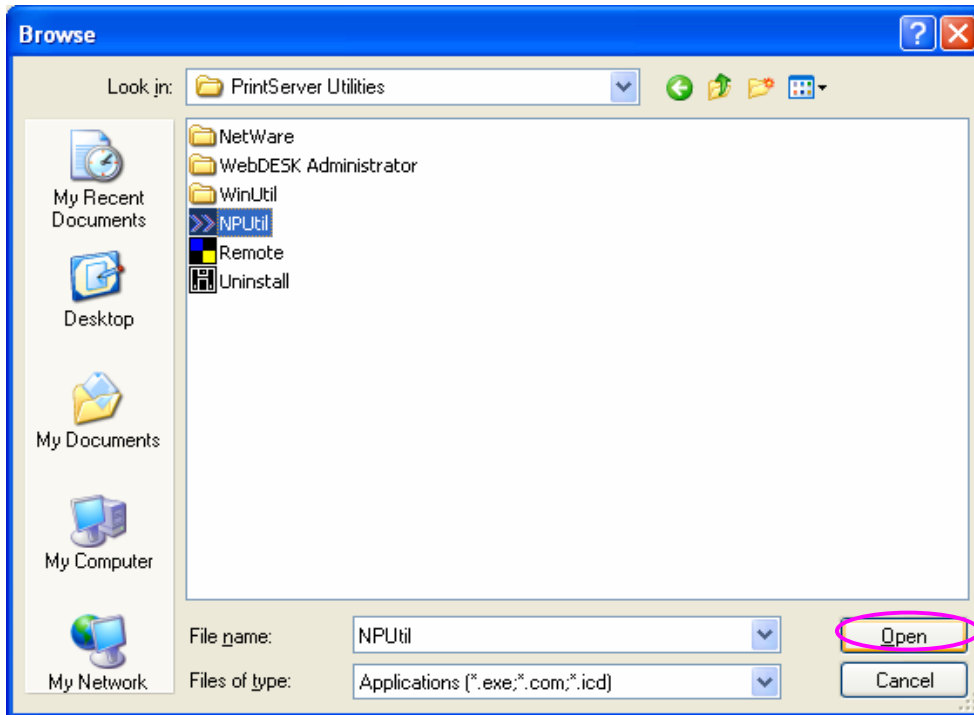 Browse
Look in: PrintServer Utilities
My Recent
Documents
Desktop
My Documents
My Computer
My Network
NetWare
WebDESK Administrator
WinUtil
NPUtil
Remote
Uninstall
File name: NPUtil Open
Files of type: Applications (*.exe;*.com;*.icd) Cancel